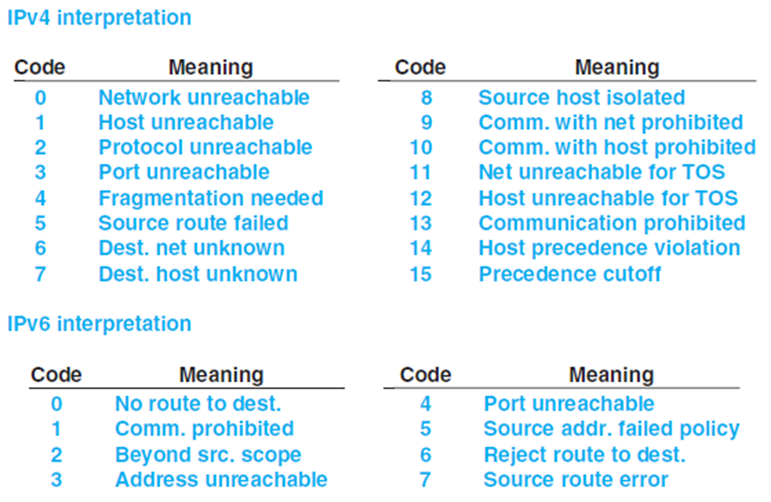 IPv4 interpretation
Code Meaning Code Meaning
0 Network unreachable 8 Source host isolated
1 Host unreachable 9 Comm. with net prohibited
2 Protocol unreachable 10 Comm. with host prohibited
3 Port unreachable 11 Net unreachable for TOS
4 Fragmentation needed 12 Host unreachable for TOS
5 Source route failed 13 Communication prohibited
6 Dest. net unknown 14 Host precedence violation
7 Dest. host unknown 15 Precedence cutoff
IPv6 interpretation
Code Meaning Code Meaning
0 No route to dest. 4 Port unreachable
1 Comm. prohibited 5 Source addr. failed policy
2 Beyond src. scope 6 Reject route to dest.
3 Address unreachable 7 Source route error